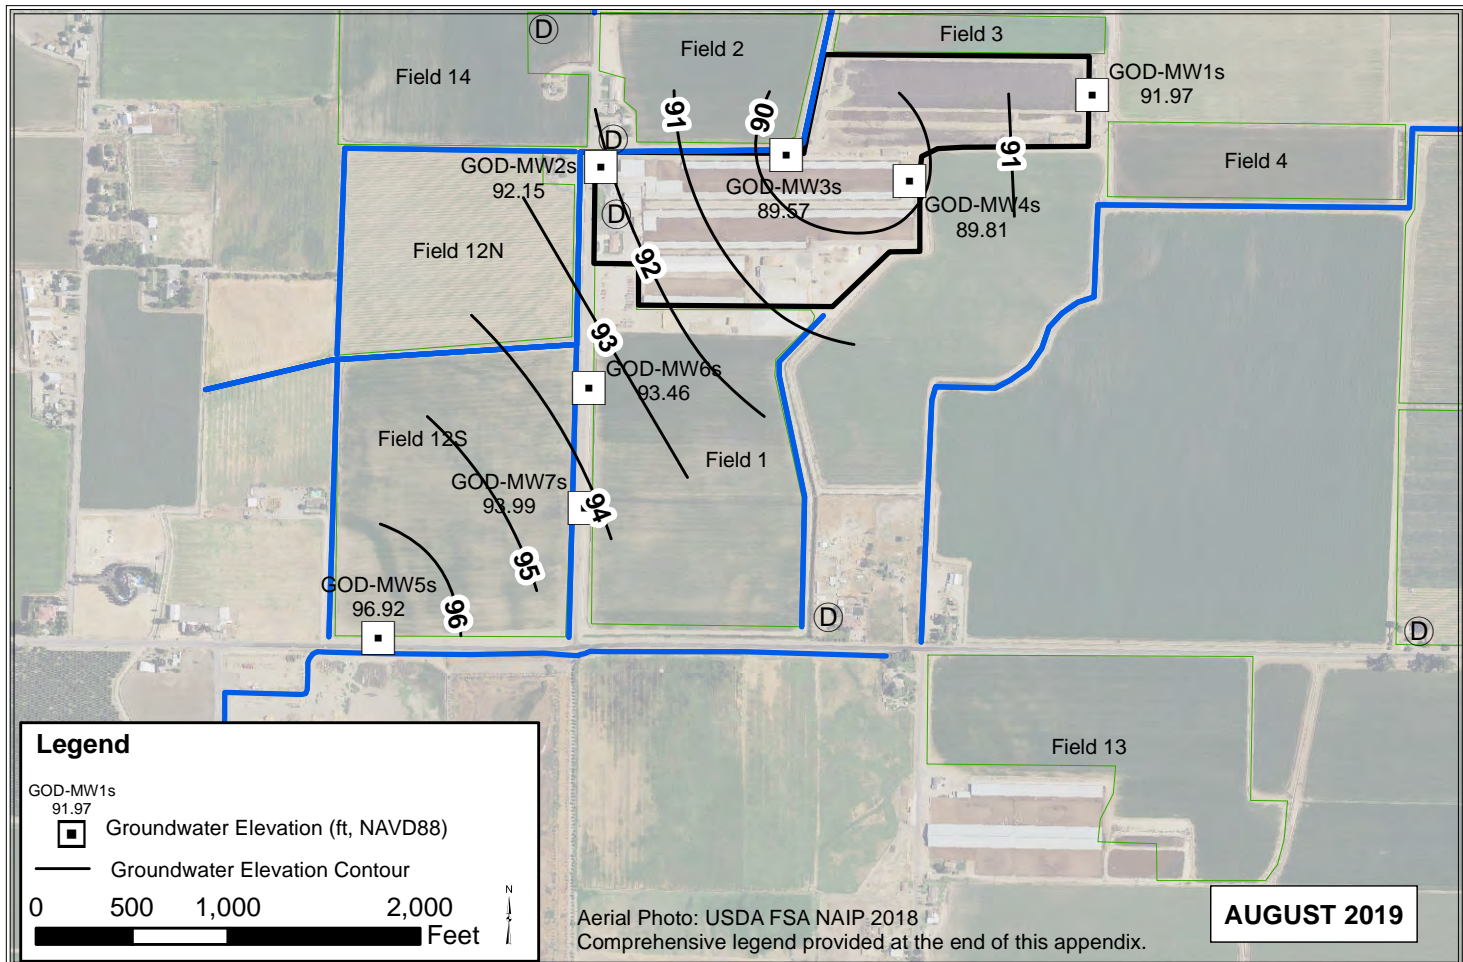 D
Field 2
Field 3
Field 14
GOD-MW1s
91.97
91
90
D
GOD-MW2s
92.15
GOD-MW3s
89.57
91
Field 4
GOD-MW4s
89.81
D
Field 12N
92
93
GOD-MW6s
93.46
Field 12S
Field 1
GOD-MW7s
93.99
94
95
GOD-MW5s
96.92
96
D
D
Field 13
Legend
GOD-MW1s
91.97
Groundwater Elevation (ft, NAVD88)
Groundwater Elevation Contour
0 500 1,000 2,000
Feet
N
Aerial Photo: USDA FSA NAIP 2018
Comprehensive legend provided at the end of this appendix.
AUGUST 2019